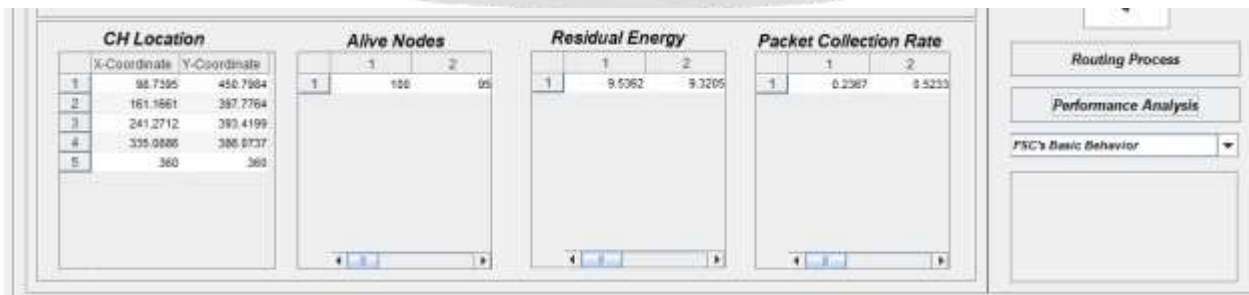 CH Location
X-Coordinate Y-Coordinate
1 98.7395 450.7984
2 161.1661 397.7764
3 241.2712 393.4199
4 335.0886 386.0737
5 360 360
Alive Nodes
1 2
1 100 95
Residual Energy
1 2
1 9.5362 9.3205
Packet Collection Rate
1 2
1 0.2367 0.5233
Routing Process
Performance Analysis
FSC's Basic Behavior